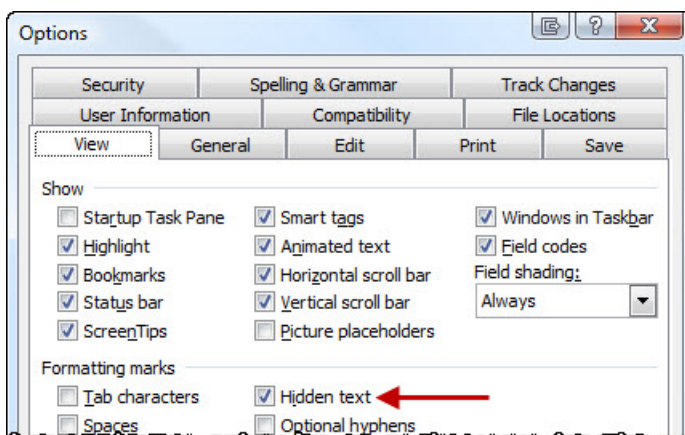 Options
Security Spelling & Grammar Track Changes
User Information Compatibility File Locations
View General Edit Print Save
Show
Startup Task Pane Smart tags Windows in Taskbar
Highlight Animated text Field codes
Bookmarks Horizontal scroll bar Field shading:
Status bar Vertical scroll bar Always
ScreenTips Picture placeholders
Formatting marks
Tab characters Hidden text
Spaces Optional hyphens